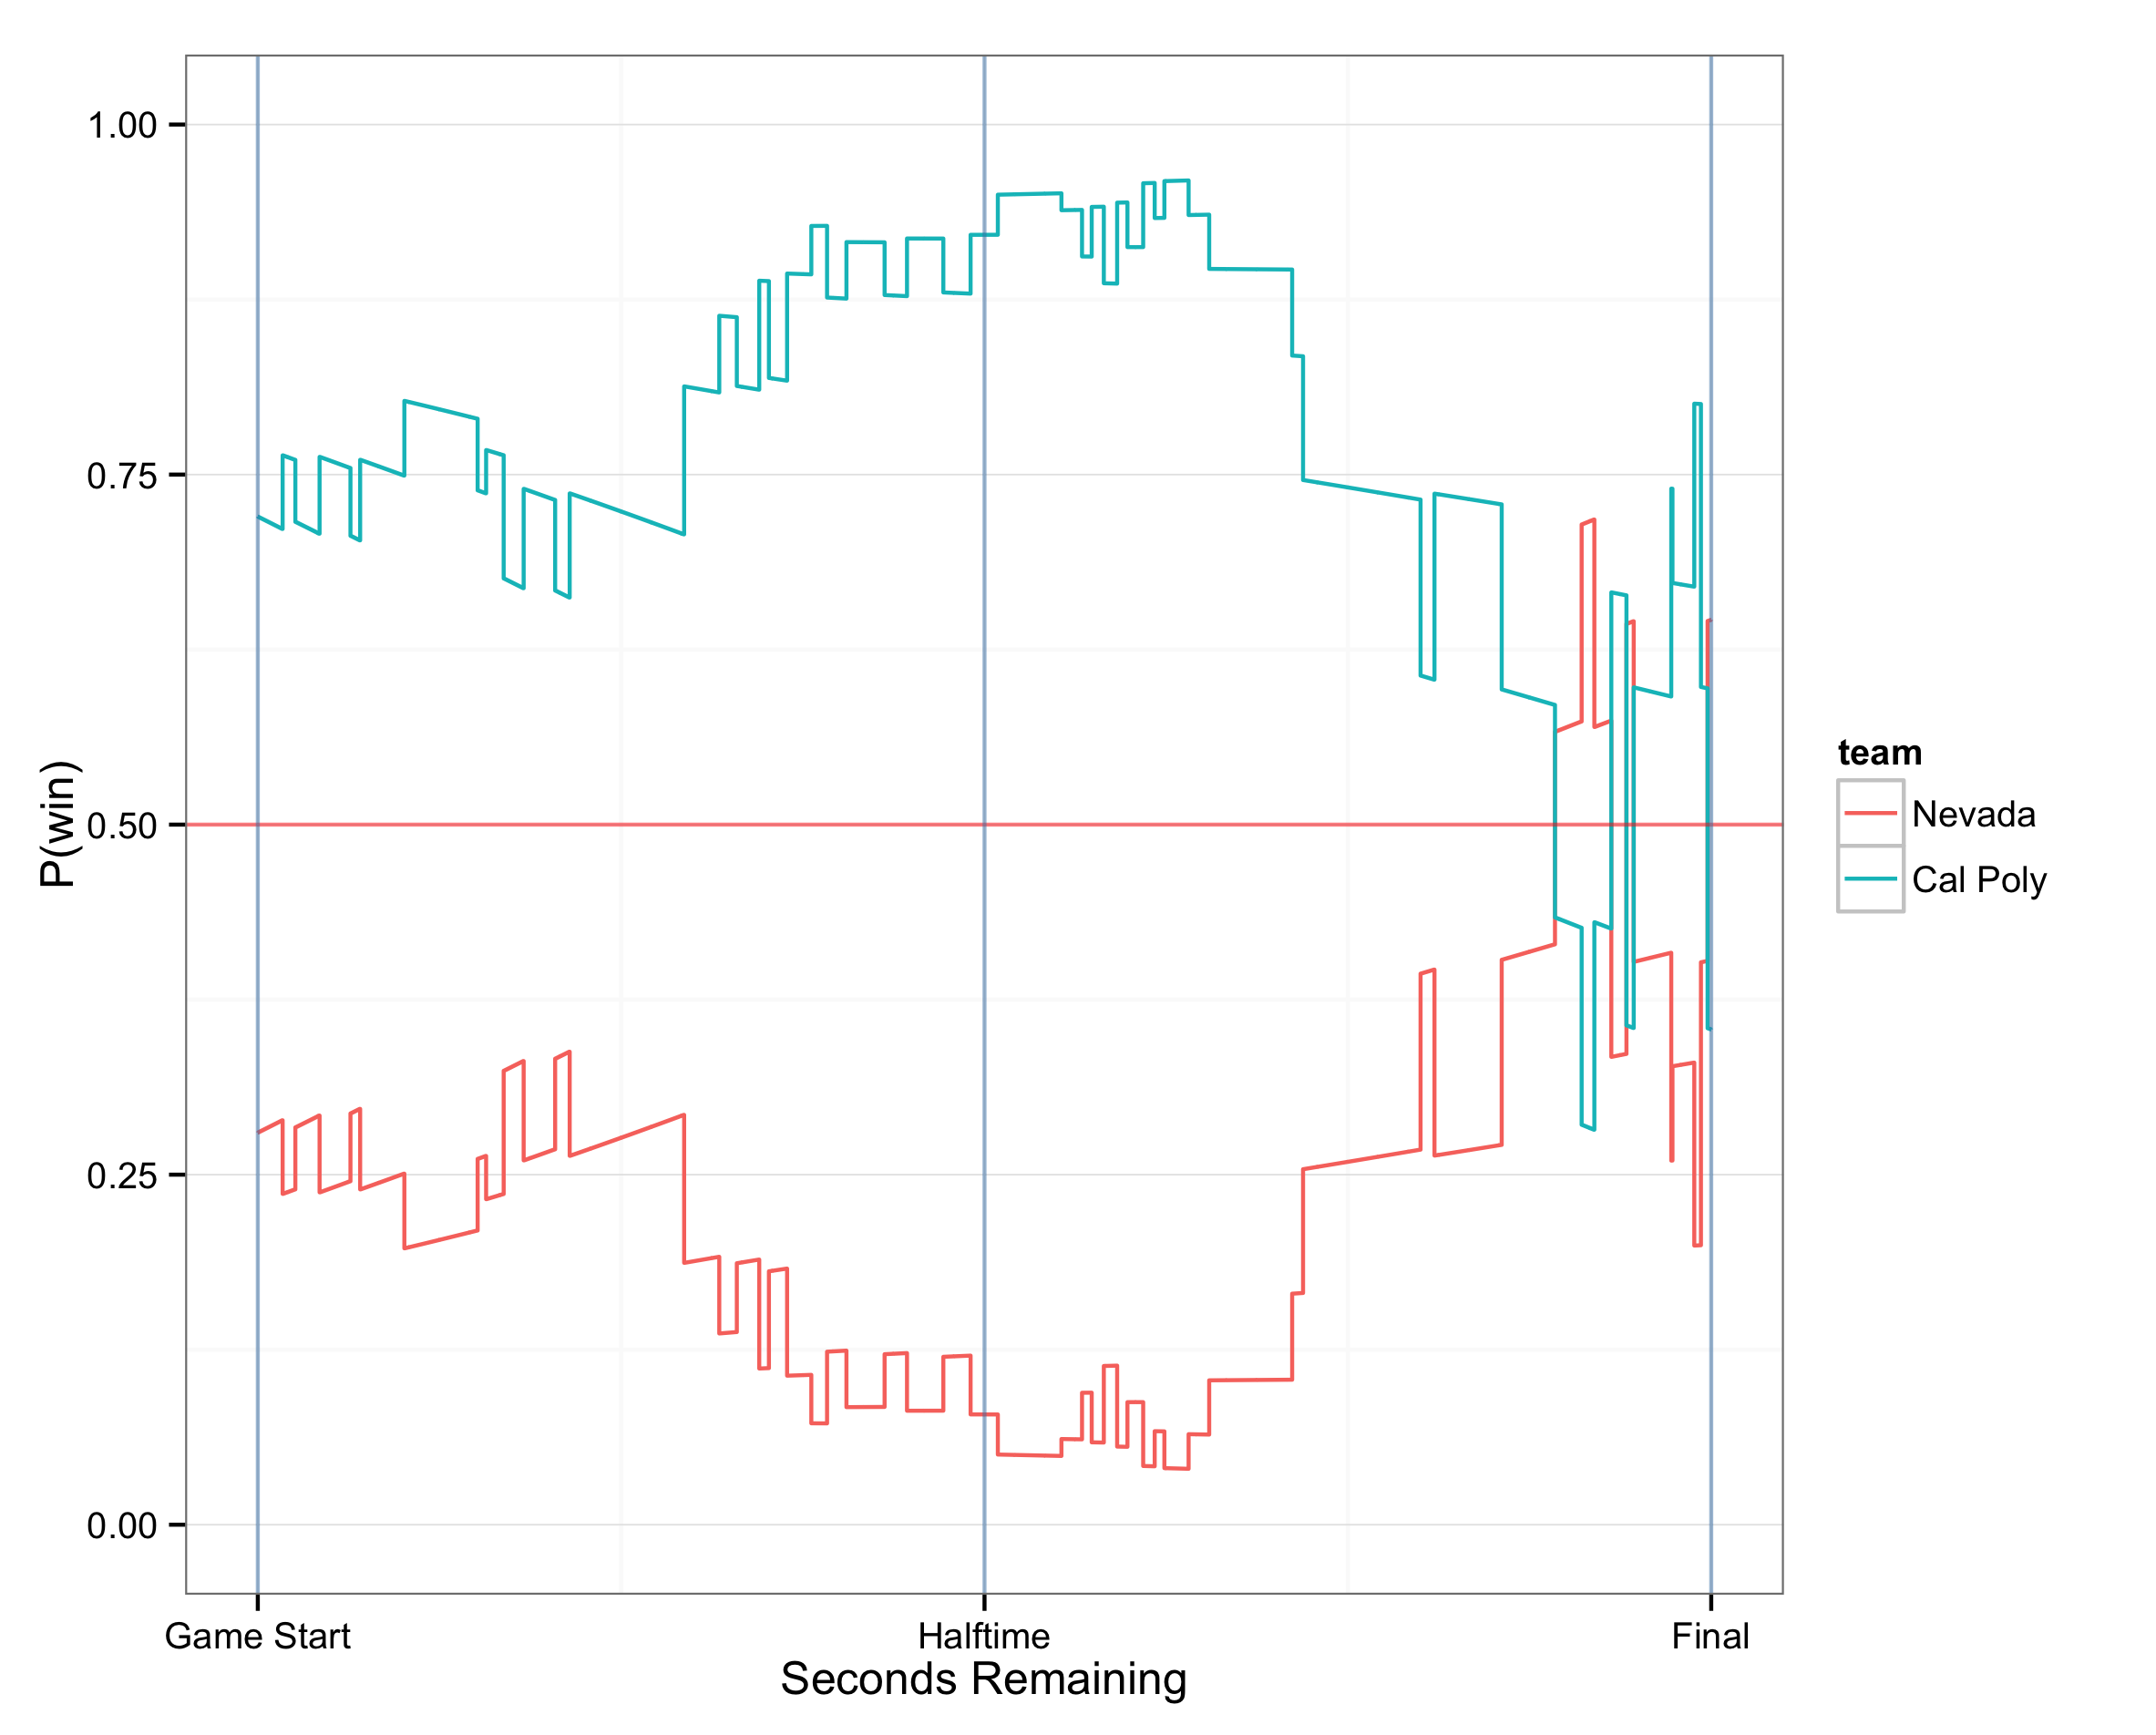 P(win)
1.00
0.75
0.50
0.25
0.00
Game Start
Halftime
Final
Seconds Remaining
team
Nevada
Cal Poly